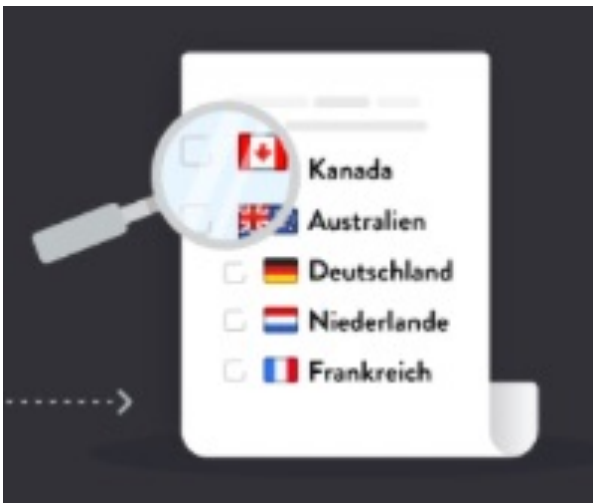 Kanada
Australien
Deutschland
Niederlande
Frankreich